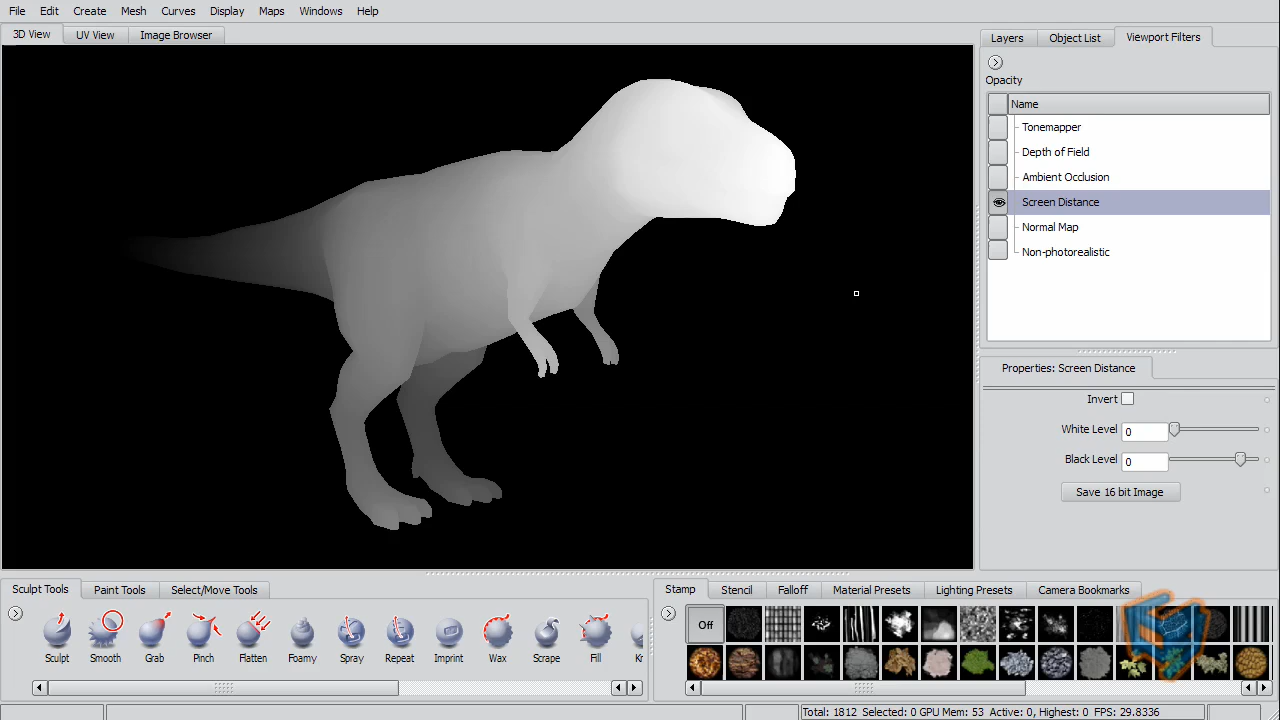 File Edit Create Mesh Curves Display Maps Windows Help
3D View UV View Image Browser
Layers Object List Viewport Filters
Opacity
Name
Tonemapper
Depth of Field
Ambient Occlusion
Screen Distance
Normal Map
Non-photorealistic
Properties: Screen Distance
Invert
White Level 0
Black Level 0
Save 16 bit Image
Sculpt Tools Paint Tools Select/Move Tools
Stamp Stencil Falloff Material Presets Lighting Presets Camera Bookmarks
Off
Sculpt Smooth Grab Pinch Flatten Foamy Spray Repeat Imprint Wax Scrape Fill Kr
Total: 1812 Selected: 0 GPU Mem: 53 Active: 0, Highest: 0 FPS: 29.8336